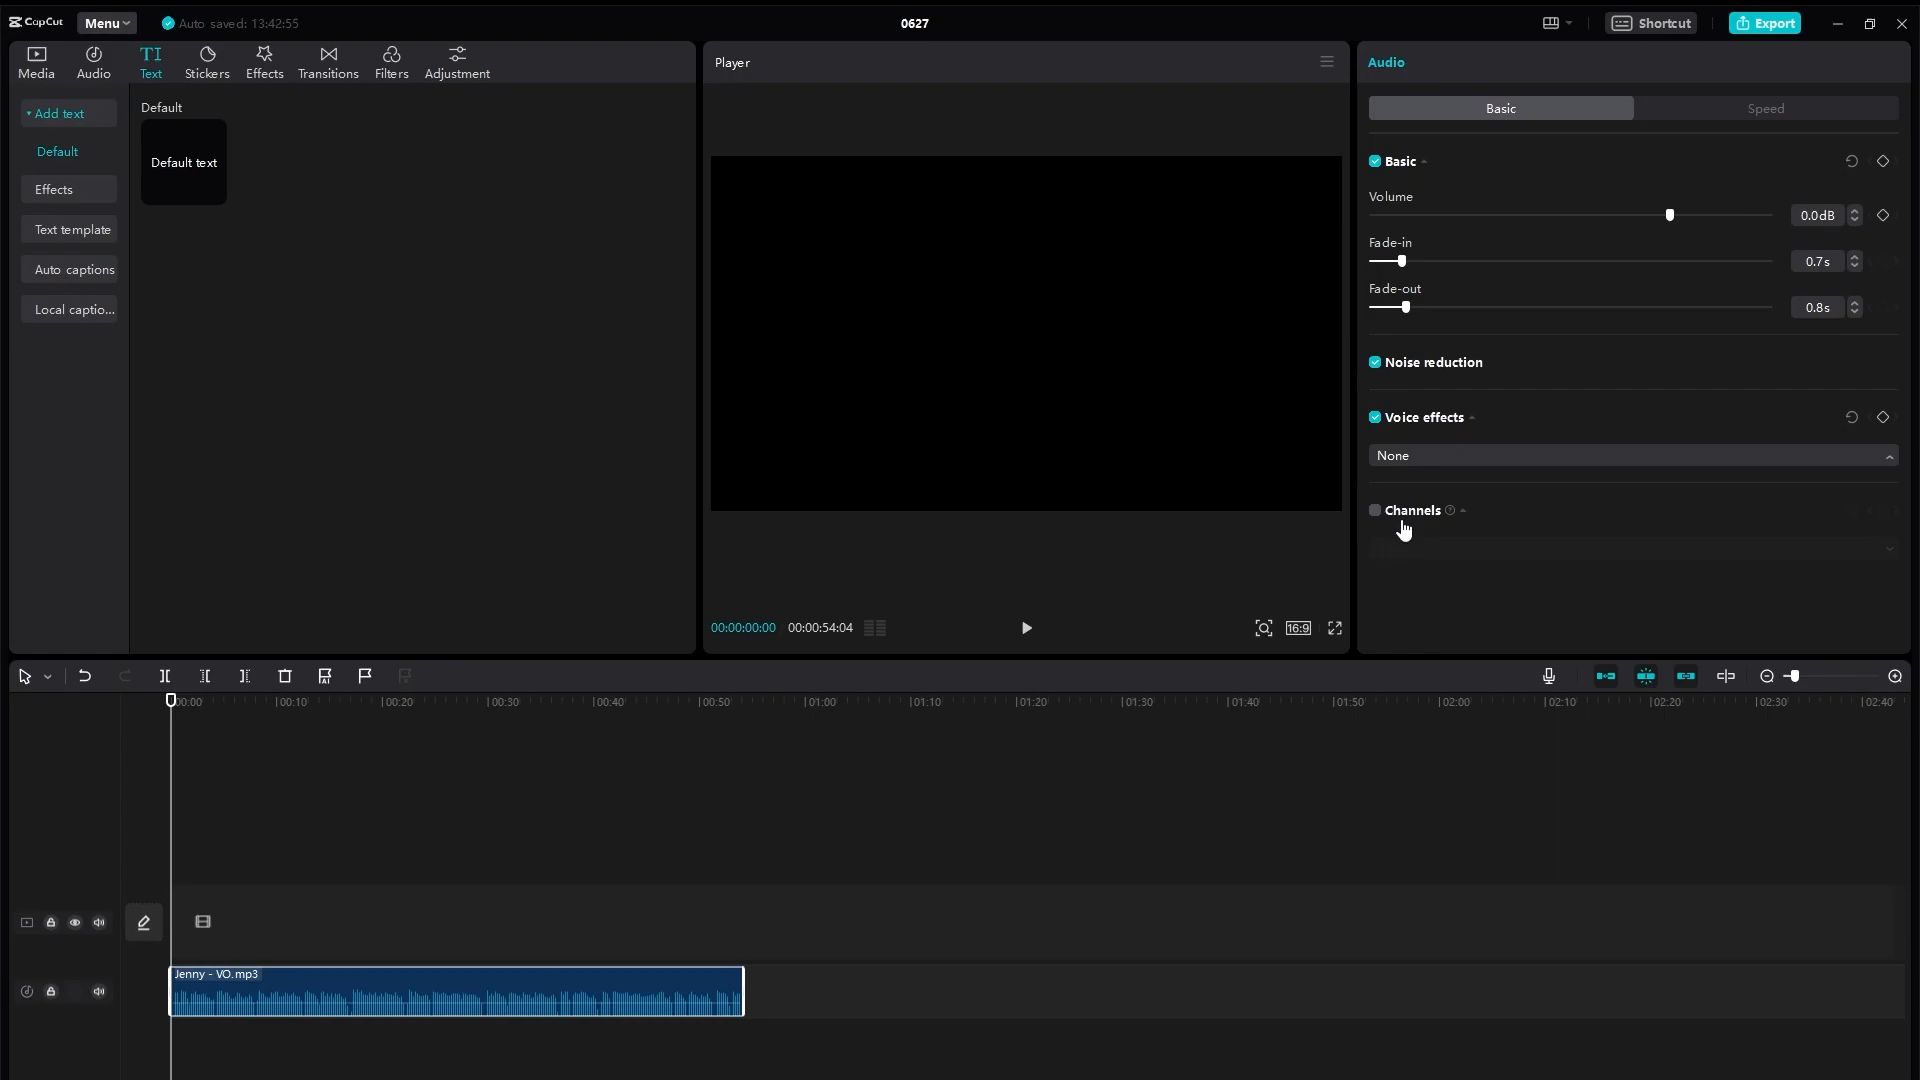 CapCut
Menu
Auto saved: 13:42:55
0627
Shortcut
Export
Media
Audio
TI
Text
Stickers
Effects
Transitions
Filters
Adjustment
Add text
Default
Effects
Text template
Auto captions
Local captio...
Default
Default text
Player
00:00:00:00
00:00:54:04
16:9
Audio
Basic
Speed
Basic
Volume
0.0dB
Fade-in
0.7s
Fade-out
0.8s
Noise reduction
Voice effects
None
Channels
00:00
00:10
00:20
00:30
00:40
00:50
01:00
01:10
01:20
01:30
01:40
01:50
02:00
02:10
02:20
02:30
02:40
Jenny - VO.mp3